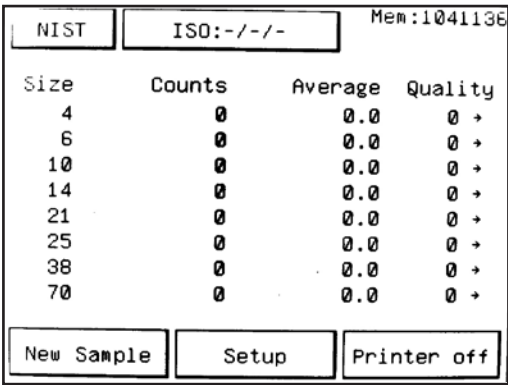 NIST ISO:-/-/- Mem:1041136
Size Counts Average Quality
4 0 0.0 0 →
6 0 0.0 0 →
10 0 0.0 0 →
14 0 0.0 0 →
21 0 0.0 0 →
25 0 0.0 0 →
38 0 0.0 0 →
70 0 0.0 0 →
New Sample Setup Printer off